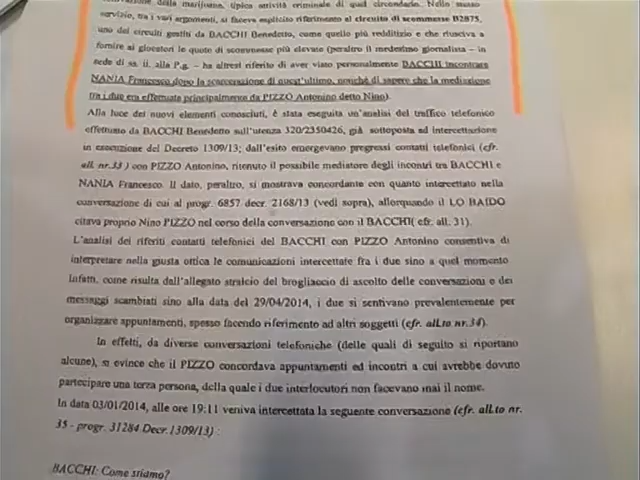 della marijuana, tipica attività criminale di quel circondario. Nello stesso
servizio, tra i vari argomenti, si faceva esplicito riferimento al circuito di scommesse B2875,
uno dei circuiti gestiti da BACCHI Benedetto, come quello più redditizio e che riusciva a
fornire ai giocatori le quote di scommesse più elevate (peraltro il medesimo giornalista – in
sede di sa. ii. alla P.g. – ha altresì riferito di aver visto personalmente BACCHI incontrare
NANIA Francesco dopo la scarcerazione di quest'ultimo, nonché di sapere che la mediazione
tra i due era effettuata principalmente da PIZZO Antonino detto Nino).
Alla luce dei nuovi elementi conosciuti, è stata eseguita un'analisi del traffico telefonico
effettuato da BACCHI Benedetto sull'utenza 320/2350426, già sottoposta ad intercettazione
in esecuzione del Decreto 1309/13; dall'esito emergevano pregressi contatti telefonici (cfr.
all. nr.33 ) con PIZZO Antonino, ritenuto il possibile mediatore degli incontri tra BACCHI e
NANIA Francesco. Il dato, peraltro, si mostrava concordante con quanto intercettato nella
conversazione di cui al progr. 6857 decr. 2168/13 (vedi sopra), allorquando il LO BAIDO
citava proprio Nino PIZZO nel corso della conversazione con il BACCHI( cfr. all. 31).
L'analisi dei riferiti contatti telefonici del BACCHI con PIZZO Antonino consentiva di
interpretare nella giusta ottica le comunicazioni intercettate fra i due sino a quel momento
Infatti, come risulta dall'allegato stralcio del brogliaccio di ascolto delle conversazioni e dei
messaggi scambiati sino alla data del 29/04/2014, i due si sentivano prevalentemente per
organizzare appuntamenti, spesso facendo riferimento ad altri soggetti (cfr. all.to nr.34).
In effetti, da diverse conversazioni telefoniche (delle quali di seguito si riportano
alcune), si evince che il PIZZO concordava appuntamenti ed incontri a cui avrebbe dovuto
partecipare una terza persona, della quale i due interlocutori non facevano mai il nome.
In data 03/01/2014, alle ore 19:11 veniva intercettata la seguente conversazione (cfr. all.to nr.
35 - progr. 31284 Decr.1309/13) :
BACCHI: Come stiamo?